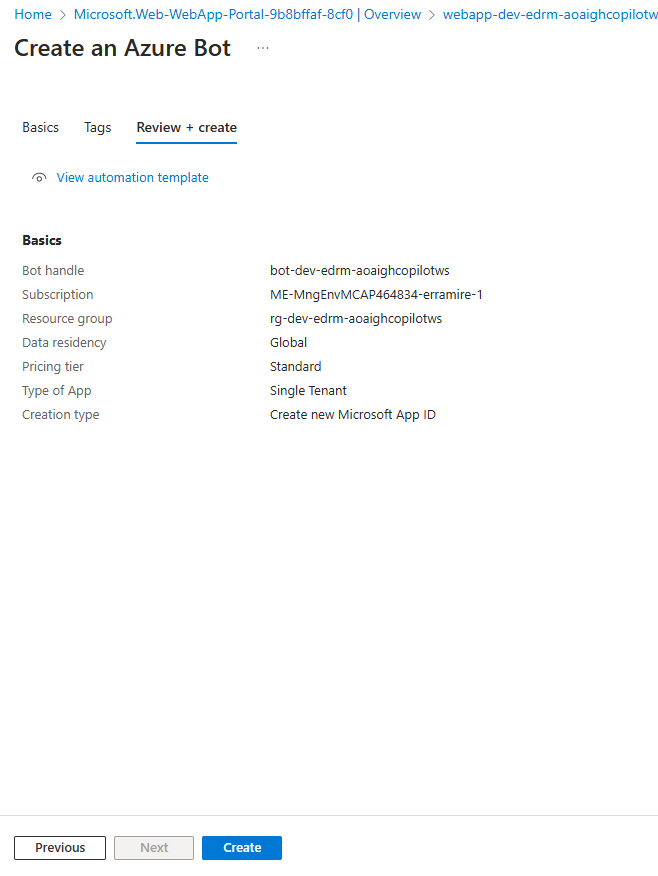 Home > Microsoft.Web-WebApp-Portal-9b8bffaf-8cf0 | Overview > webapp-dev-edrm-aoaighcopilotw
Create an Azure Bot ...
Basics Tags Review + create
View automation template
Basics
Bot handle bot-dev-edrm-aoaighcopilotws
Subscription ME-MngEnvMCAP464834-erramire-1
Resource group rg-dev-edrm-aoaighcopilotws
Data residency Global
Pricing tier Standard
Type of App Single Tenant
Creation type Create new Microsoft App ID
Previous Next Create